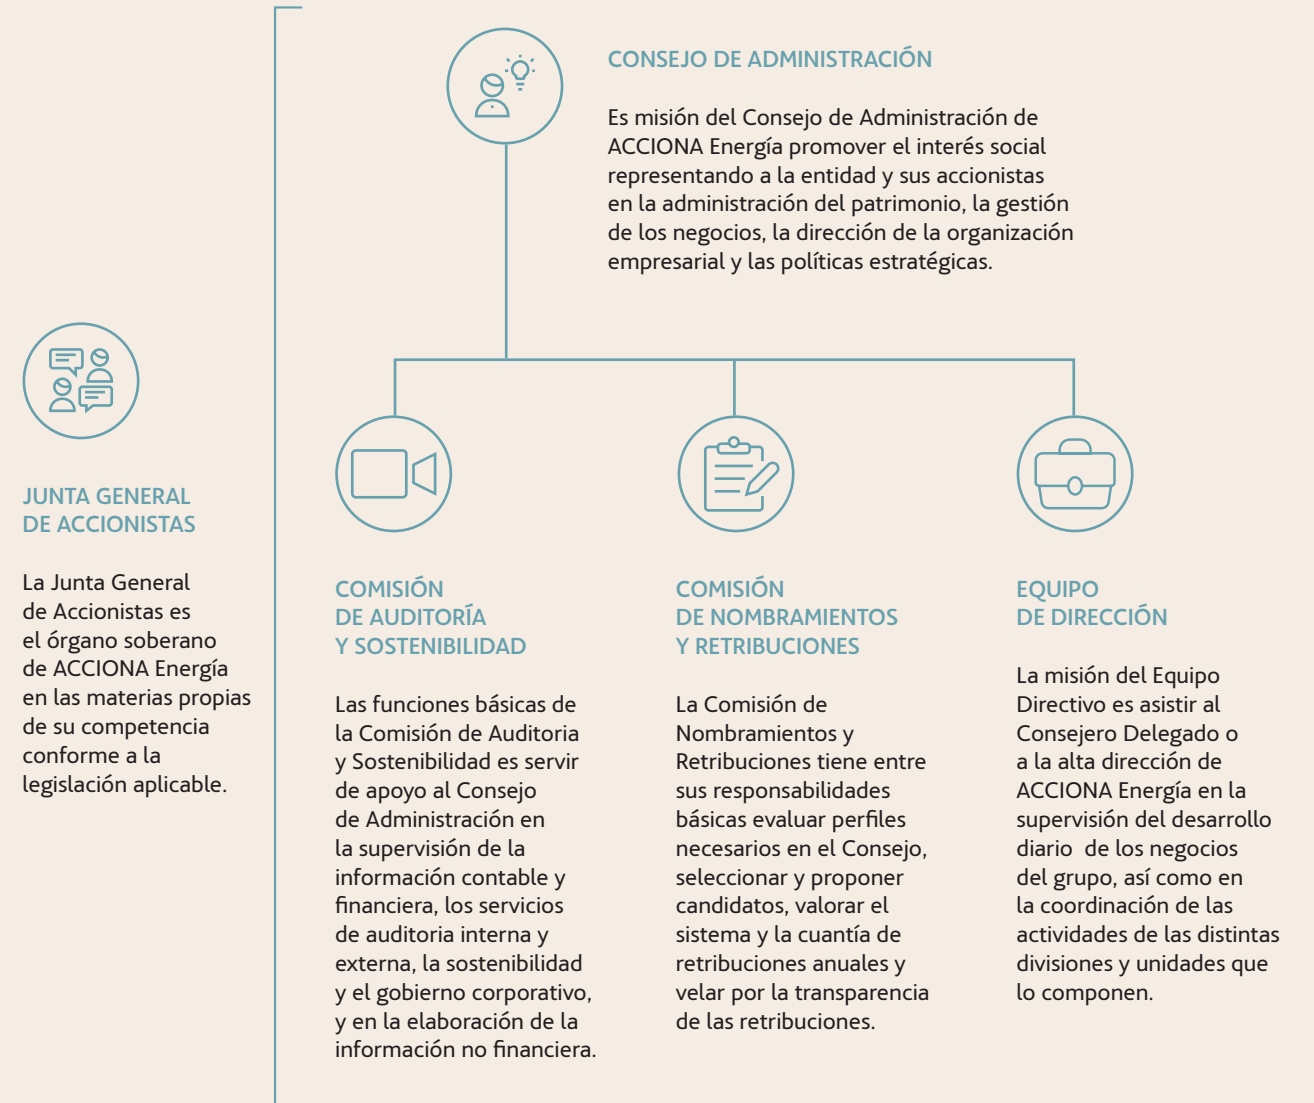 CONSEJO DE ADMINISTRACIÓN
Es misión del Consejo de Administración de
ACCIONA Energía promover el interés social
representando a la entidad y sus accionistas
en la administración del patrimonio, la gestión
de los negocios, la dirección de la organización
empresarial y las políticas estratégicas.
JUNTA GENERAL
DE ACCIONISTAS
La Junta General
de Accionistas es
el órgano soberano
de ACCIONA Energía
en las materias propias
de su competencia
conforme a la
legislación aplicable.
COMISIÓN
DE AUDITORÍA
Y SOSTENIBILIDAD
Las funciones básicas de
la Comisión de Auditoria
y Sostenibilidad es servir
de apoyo al Consejo
de Administración en
la supervisión de la
información contable y
financiera, los servicios
de auditoria interna y
externa, la sostenibilidad
y el gobierno corporativo,
y en la elaboración de la
información no financiera.
COMISIÓN
DE NOMBRAMIENTOS
Y RETRIBUCIONES
La Comisión de
Nombramientos y
Retribuciones tiene entre
sus responsabilidades
básicas evaluar perfiles
necesarios en el Consejo,
seleccionar y proponer
candidatos, valorar el
sistema y la cuantía de
retribuciones anuales y
velar por la transparencia
de las retribuciones.
EQUIPO
DE DIRECCIÓN
La misión del Equipo
Directivo es asistir al
Consejero Delegado o
a la alta dirección de
ACCIONA Energía en la
supervisión del desarrollo
diario  de los negocios
del grupo, así como en
la coordinación de las
actividades de las distintas
divisiones y unidades que
lo componen.